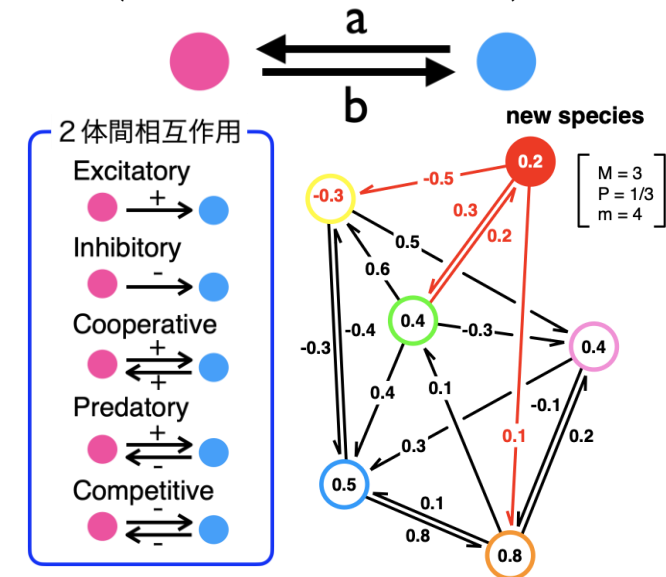 a
b
new species
M = 3
P = 1/3
m = 4
2体間相互作用
Excitatory
+
Inhibitory
-
Cooperative
+
+
Predatory
+
-
Competitive
-
-
0.2
-0.3
-0.5
0.3
0.2
0.5
0.6
0.4
-0.3
0.4
-0.3
-0.4
0.4
0.1
-0.1
0.2
0.3
0.1
0.5
0.1
0.8
0.8